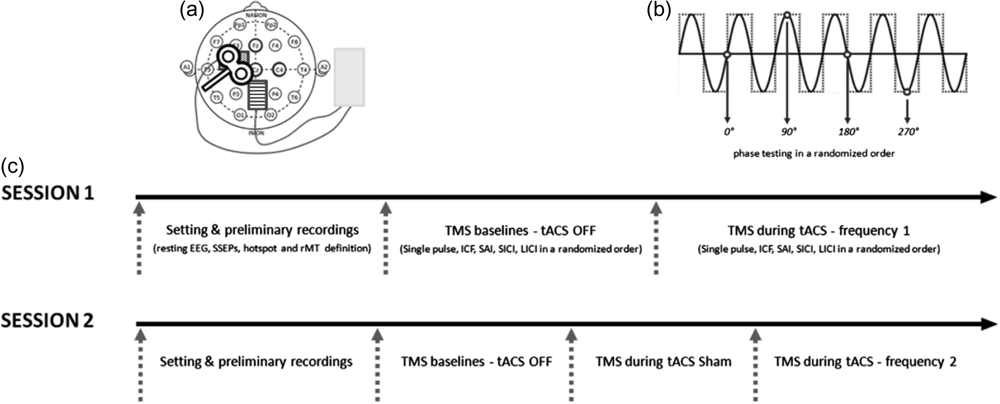 (a)
NASION
Fp1
Fp2
F7
F3
Fz
F4
F8
A1
T3
Cz
C4
T4
A2
T5
P3
P4
T6
O1
O2
INION
(b)
0°
90°
180°
270°
phase testing in a randomized order
(c)
SESSION 1
Setting & preliminary recordings
(resting EEG, SSEPs, hotspot and rMT definition)
TMS baselines - tACS OFF
(Single pulse, ICF, SAI, SICI, LICI in a randomized order)
TMS during tACS - frequency 1
(Single pulse, ICF, SAI, SICI, LICI in a randomized order)
SESSION 2
Setting & preliminary recordings
TMS baselines - tACS OFF
TMS during tACS Sham
TMS during tACS - frequency 2